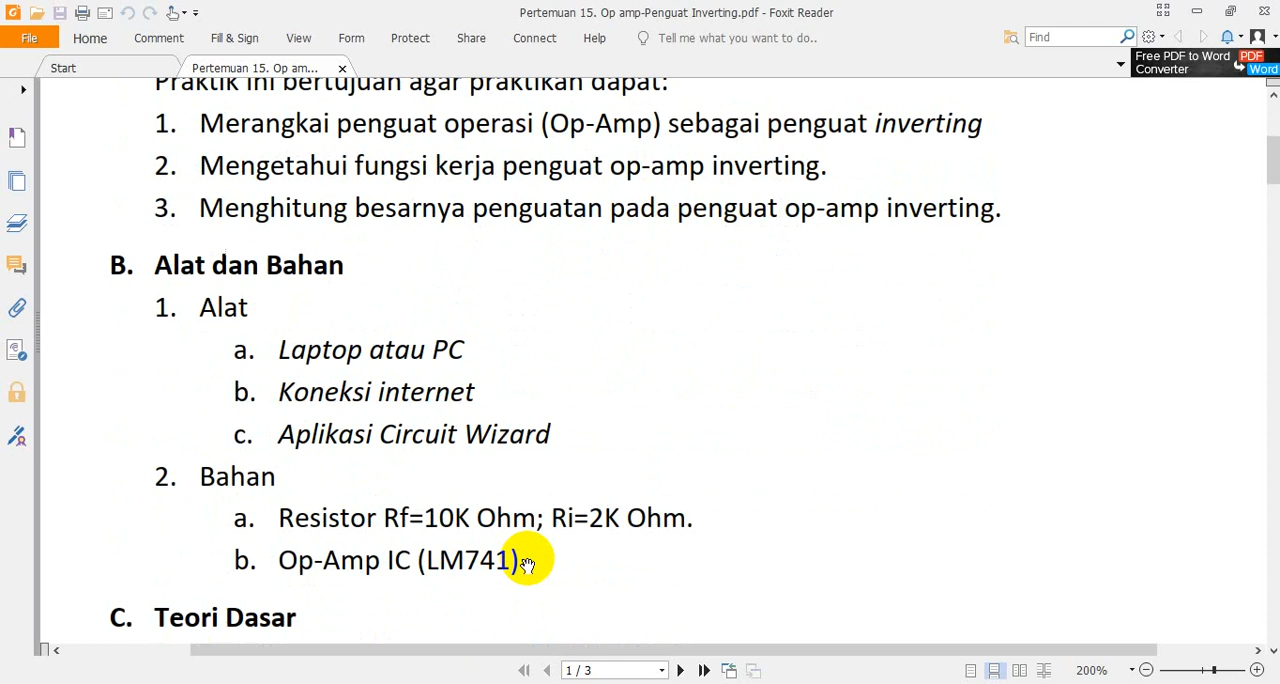 Pertemuan 15. Op amp-Penguat Inverting.pdf - Foxit Reader
File Home Comment Fill & Sign View Form Protect Share Connect Help Tell me what you want to do.. Find
Start Pertemuan 15. Op am... Free PDF to Word PDF
Converter Word
Praktik ini bertujuan agar praktikan dapat:
1. Merangkai penguat operasi (Op-Amp) sebagai penguat inverting
2. Mengetahui fungsi kerja penguat op-amp inverting.
3. Menghitung besarnya penguatan pada penguat op-amp inverting.
B. Alat dan Bahan
1. Alat
a. Laptop atau PC
b. Koneksi internet
c. Aplikasi Circuit Wizard
2. Bahan
a. Resistor Rf=10K Ohm; Ri=2K Ohm.
b. Op-Amp IC (LM741)
C. Teori Dasar
1 / 3 200%